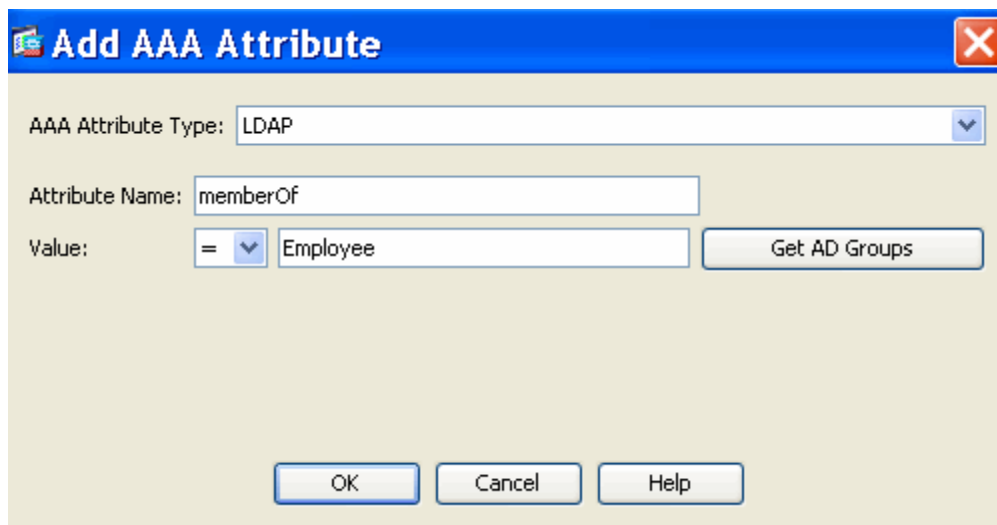 Add AAA Attribute
AAA Attribute Type: LDAP
Attribute Name: memberOf
Value: = Employee Get AD Groups
OK Cancel Help